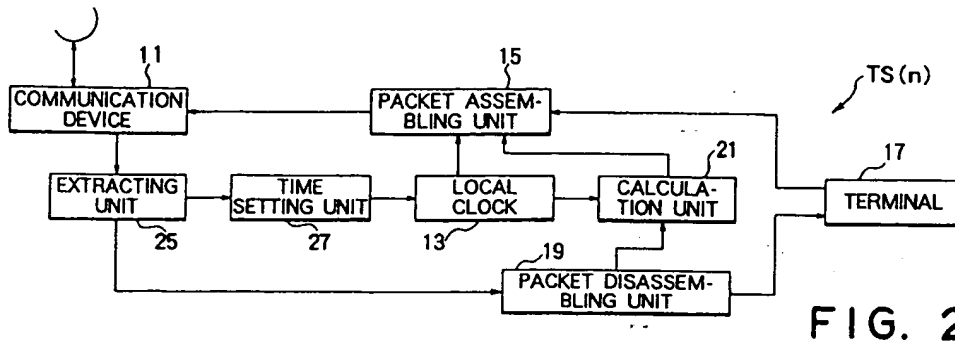 11
COMMUNICATION
DEVICE
15
PACKET ASSEM-
BLING UNIT
TS(n)
21
17
EXTRACTING
UNIT
25
TIME
SETTING UNIT
27
LOCAL
CLOCK
13
CALCULA-
TION UNIT
TERMINAL
19
PACKET DISASSEM-
BLING UNIT
FIG. 2